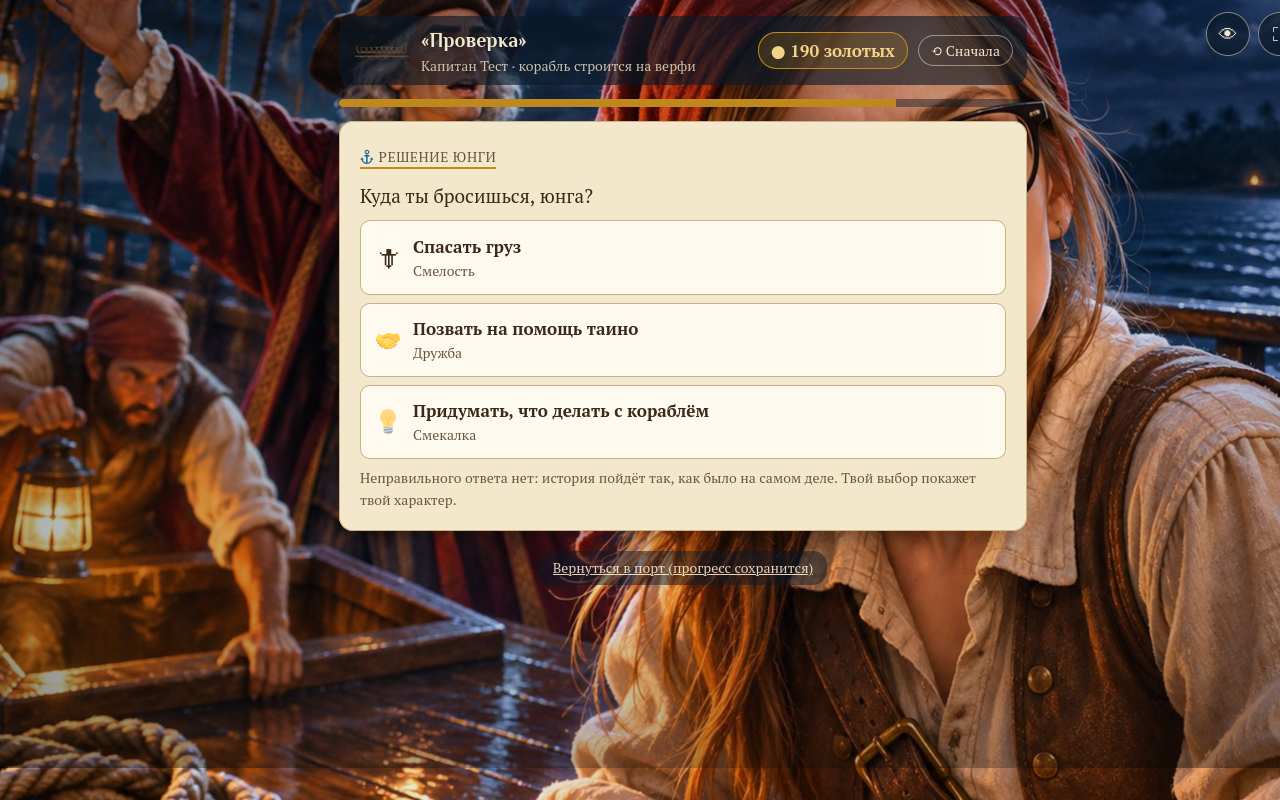 «Проверка»
Капитан Тест · корабль строится на верфи
190 золотых
⟲ Сначала
⚓ РЕШЕНИЕ ЮНГИ
Куда ты бросишься, юнга?
Спасать груз
Смелость
Позвать на помощь таино
Дружба
Придумать, что делать с кораблём
Смекалка
Неправильного ответа нет: история пойдёт так, как было на самом деле. Твой выбор покажет
твой характер.
Вернуться в порт (прогресс сохранится)